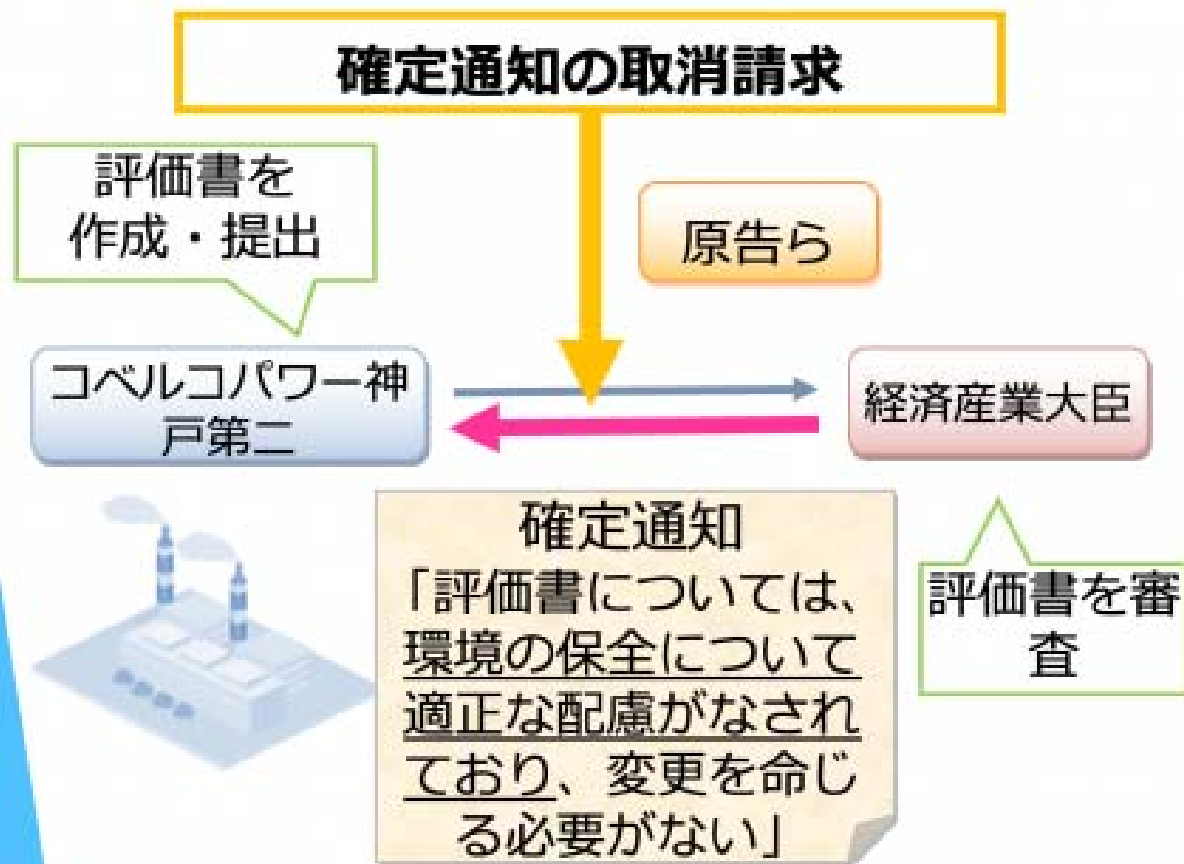 確定通知の取消請求
評価書を
作成・提出
原告ら
コベルコパワー神
戸第二
経済産業大臣
確定通知
「評価書については、
環境の保全について
適正な配慮がなされ
ており、変更を命じ
る必要がない」
評価書を審
査